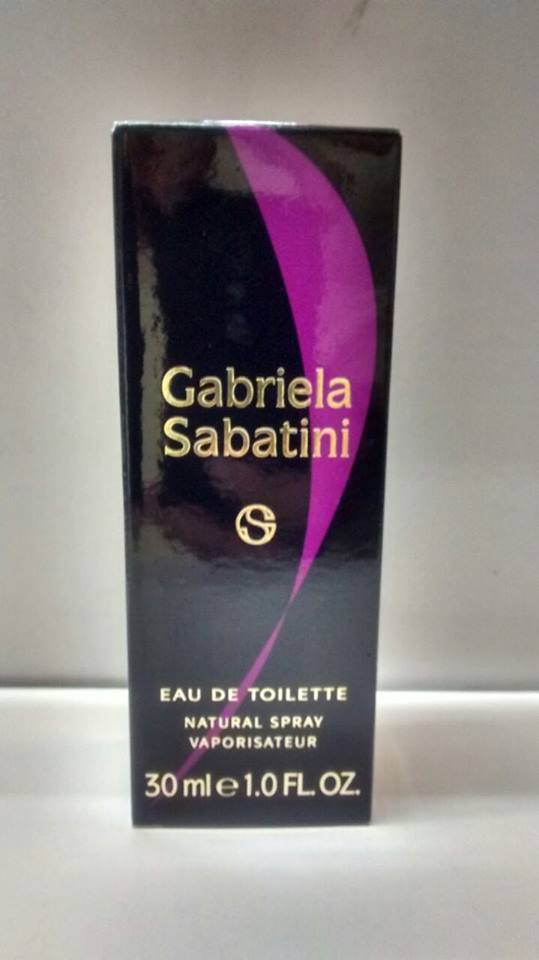 Gabriela
Sabatini
S
EAU DE TOILETTE
NATURAL SPRAY
VAPORISATEUR
30 ml e 1.0 FL. OZ.